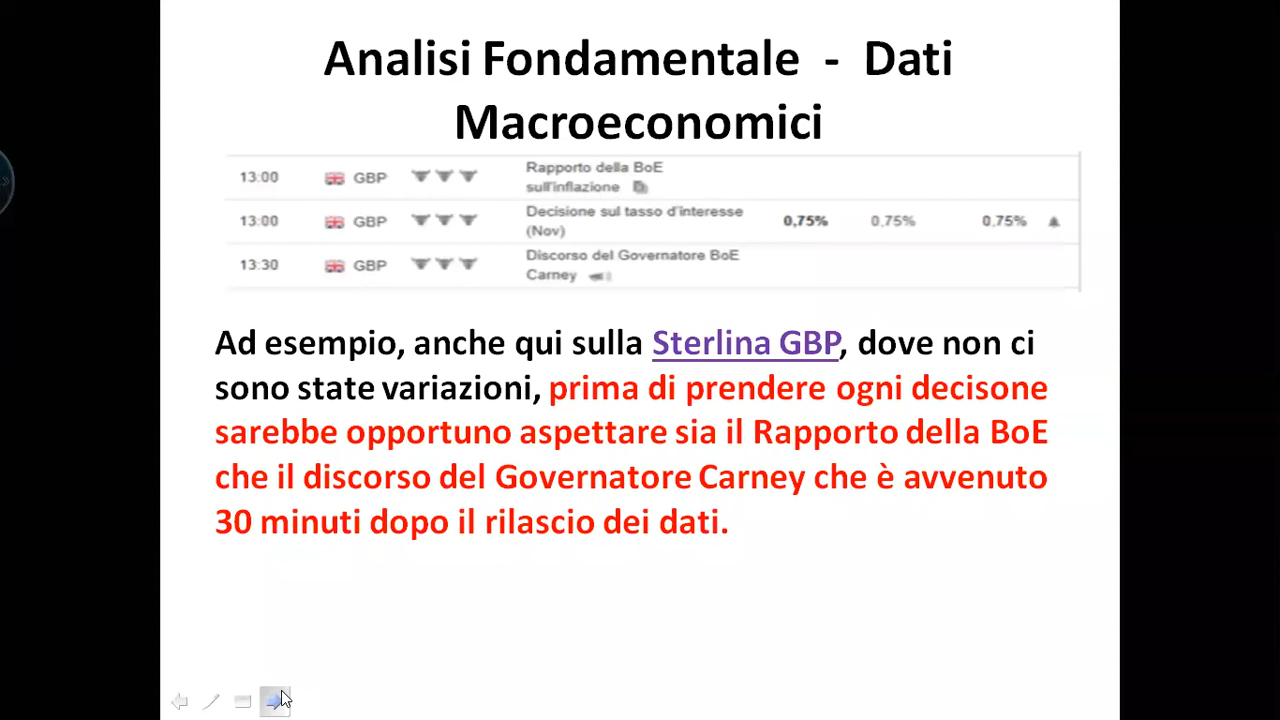 Analisi Fondamentale - Dati
Macroeconomici
13:00 GBP Rapporto della BoE
sull'inflazione
13:00 GBP Decisione sul tasso d'interesse 0,75% 0,75% 0,75%
(Nov)
13:30 GBP Discorso del Governatore BoE
Carney
Ad esempio, anche qui sulla Sterlina GBP, dove non ci
sono state variazioni, prima di prendere ogni decisone
sarebbe opportuno aspettare sia il Rapporto della BoE
che il discorso del Governatore Carney che è avvenuto
30 minuti dopo il rilascio dei dati.